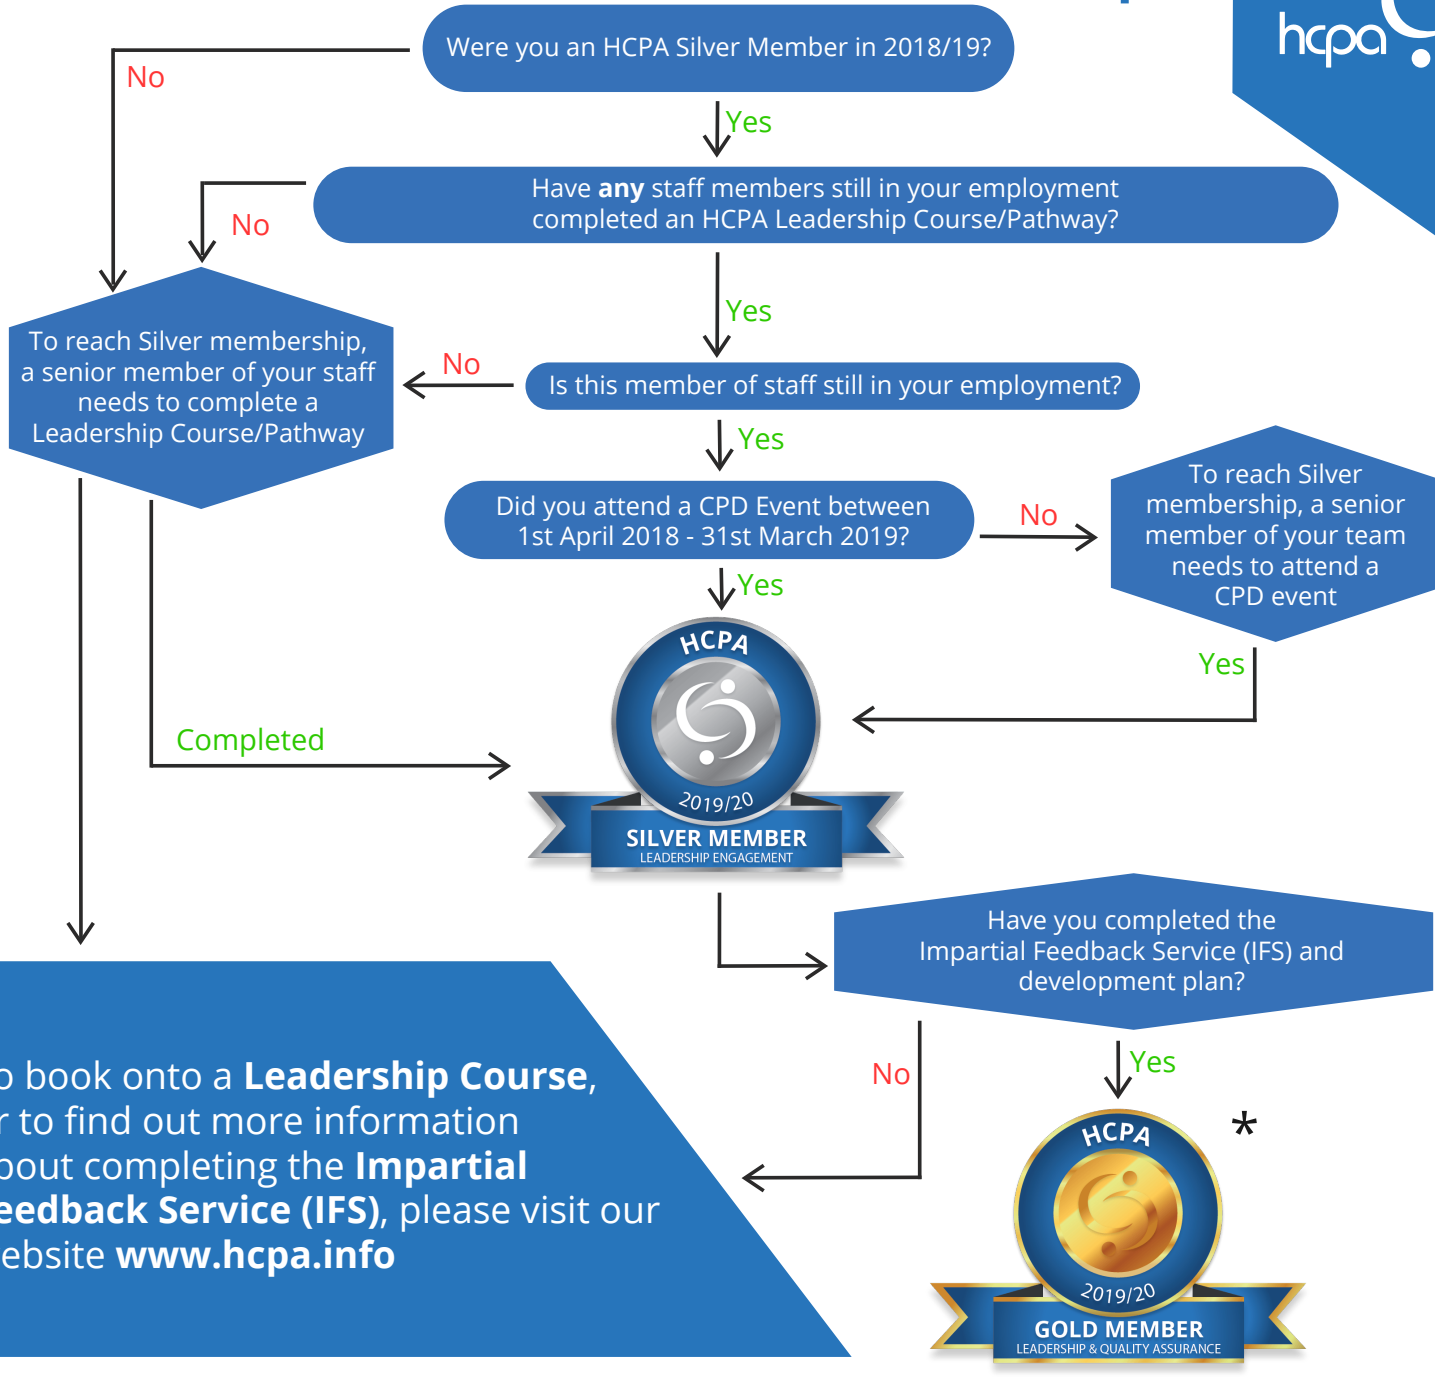 hcpa
Were you an HCPA Silver Member in 2018/19?
No
Yes
Have any staff members still in your employment
completed an HCPA Leadership Course/Pathway?
No
Yes
To reach Silver membership,
a senior member of your staff
needs to complete a
Leadership Course/Pathway
No
Is this member of staff still in your employment?
Yes
Did you attend a CPD Event between
1st April 2018 - 31st March 2019?
No
To reach Silver
membership, a senior
member of your team
needs to attend a
CPD event
Yes
Yes
Completed
HCPA
2019/20
SILVER MEMBER
LEADERSHIP ENGAGEMENT
Have you completed the
Impartial Feedback Service (IFS) and
development plan?
No
Yes
o book onto a Leadership Course,
r to find out more information
bout completing the Impartial
eedback Service (IFS), please visit our
ebsite www.hcpa.info
*
HCPA
2019/20
GOLD MEMBER
LEADERSHIP & QUALITY ASSURANCE